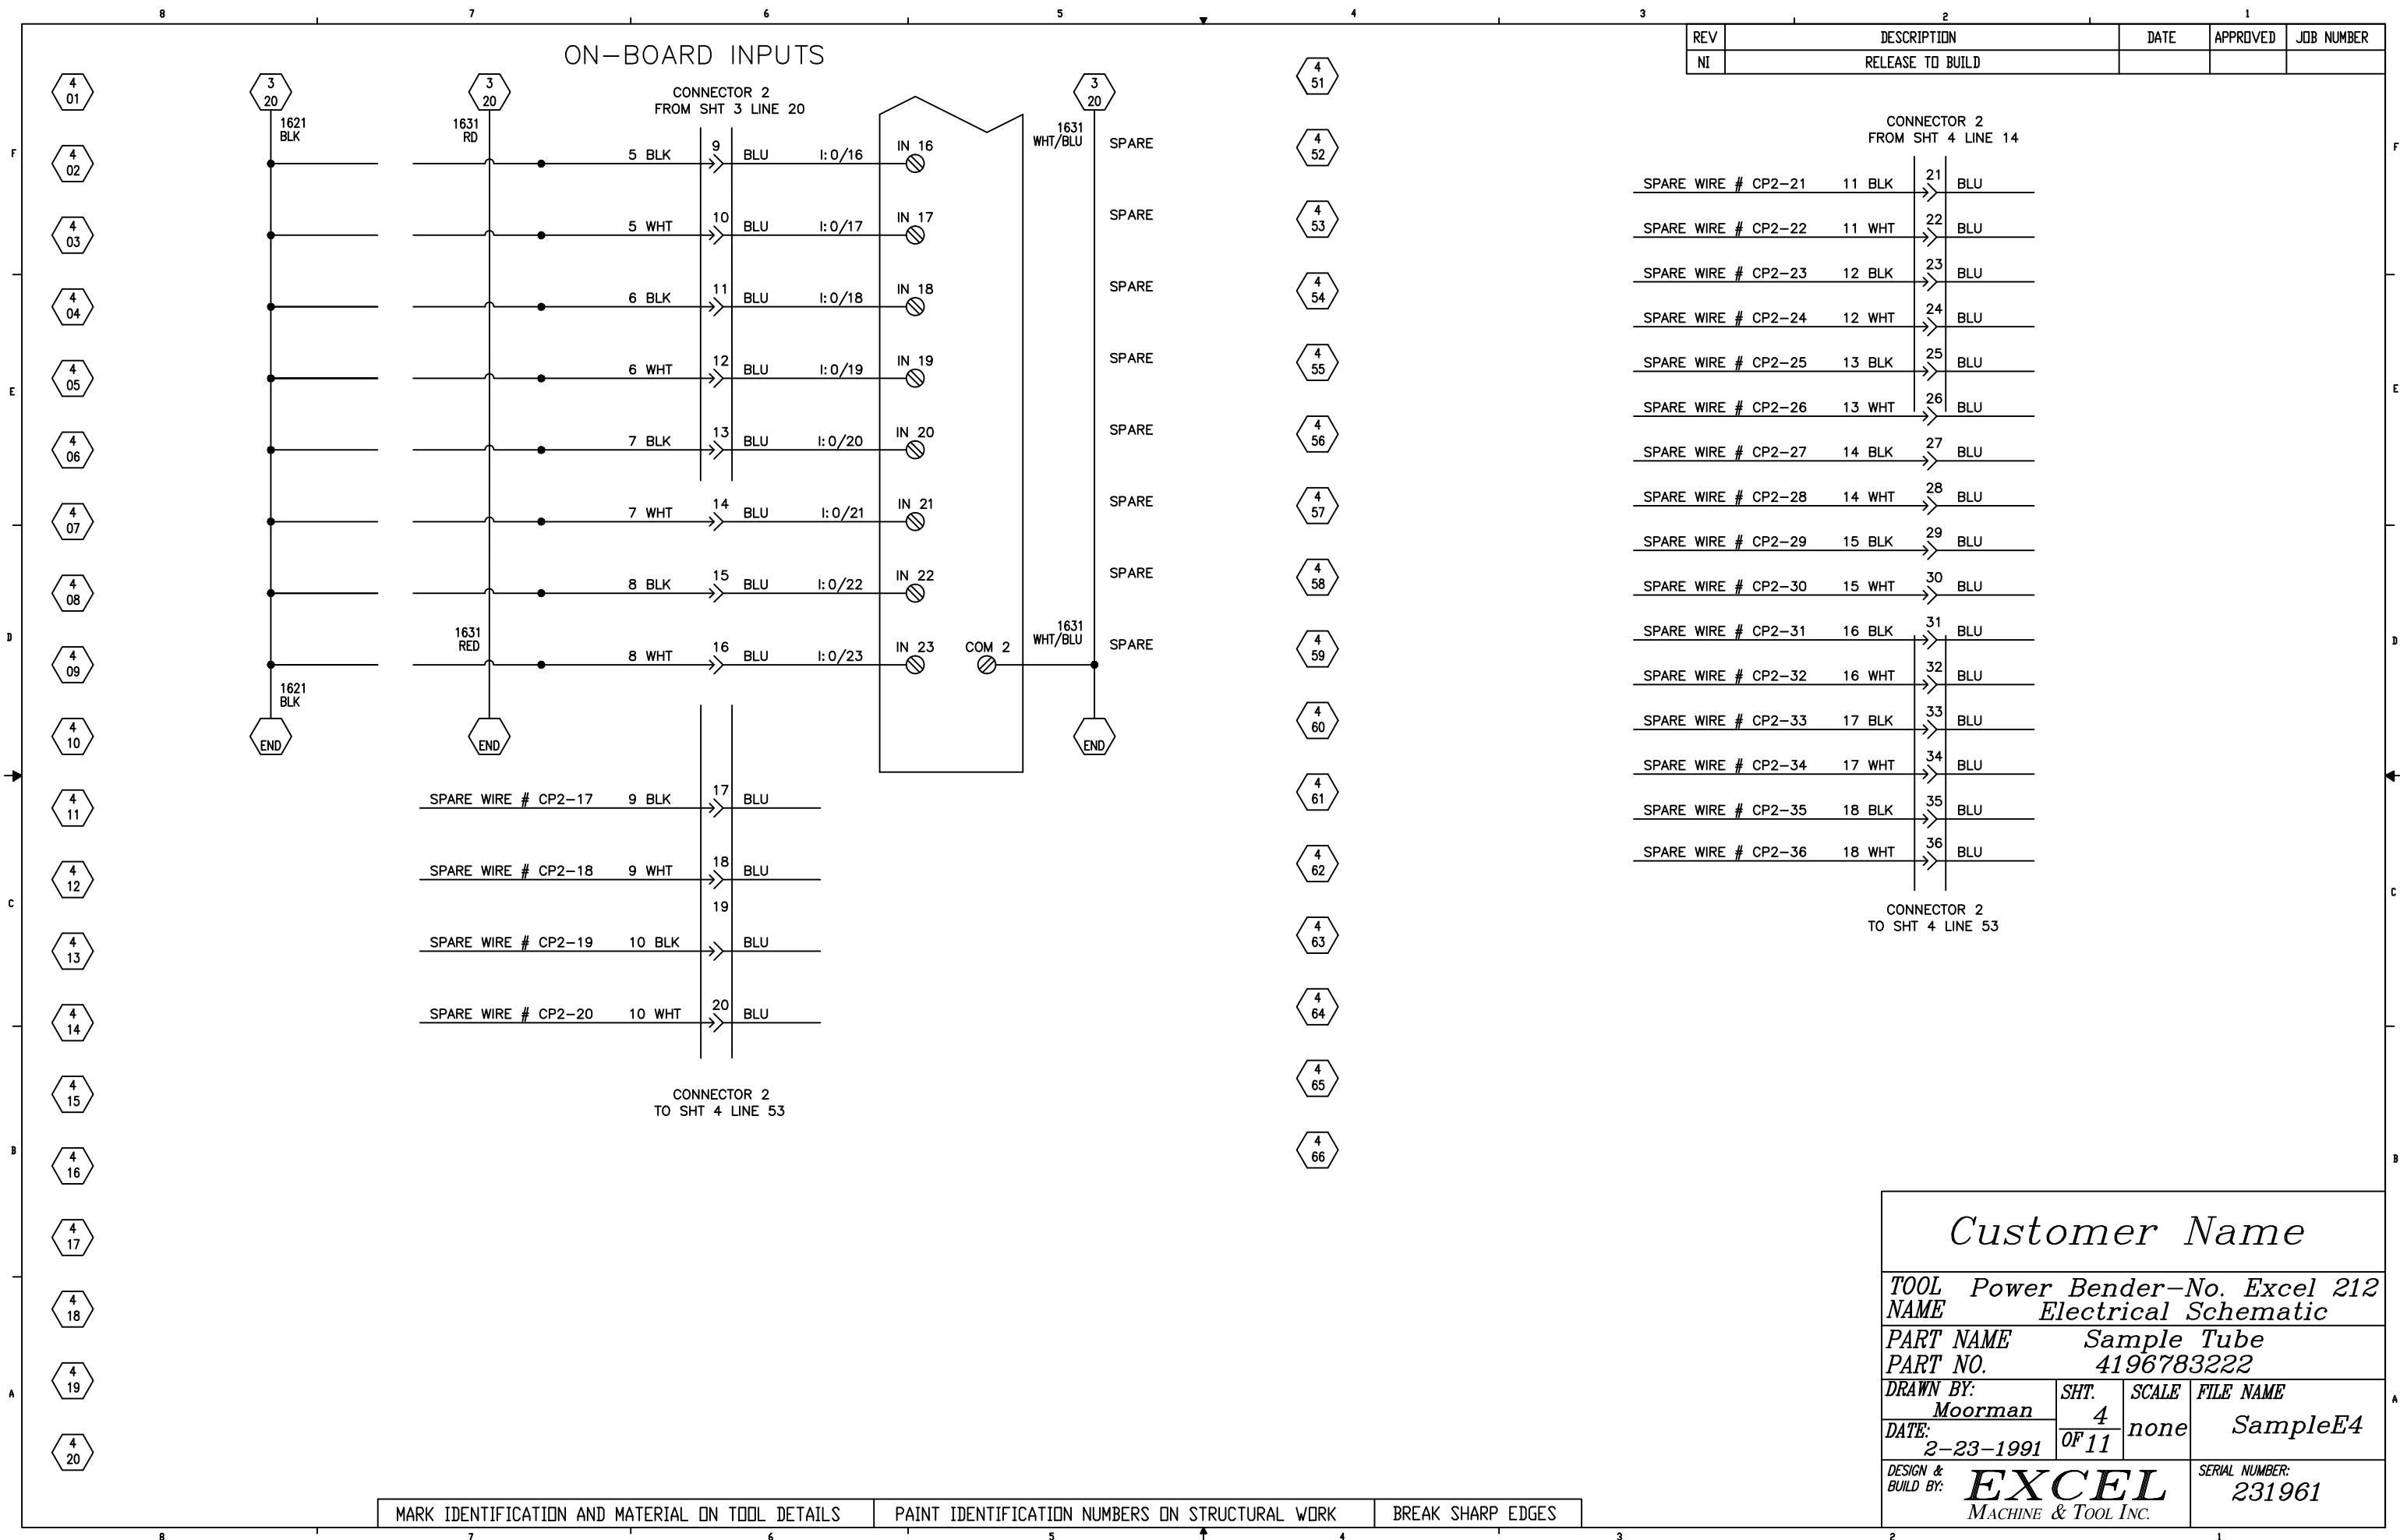 8 7 6 5 4 3 2 1
ON-BOARD INPUTS
REV DESCRIPTION DATE APPROVED JOB NUMBER
NI RELEASE TO BUILD
4 01
4 02
4 03
4 04
4 05
4 06
4 07
4 08
4 09
4 10
4 11
4 12
4 13
4 14
4 15
4 16
4 17
4 18
4 19
4 20
3 20
1621
BLK
3 20
1631
RD
CONNECTOR 2
FROM SHT 3 LINE 20
3 20
1631
WHT/BLU
5 BLK 9 BLU I:0/16 IN 16 SPARE
5 WHT 10 BLU I:0/17 IN 17 SPARE
6 BLK 11 BLU I:0/18 IN 18 SPARE
6 WHT 12 BLU I:0/19 IN 19 SPARE
7 BLK 13 BLU I:0/20 IN 20 SPARE
7 WHT 14 BLU I:0/21 IN 21 SPARE
8 BLK 15 BLU I:0/22 IN 22 SPARE
1631
RED
8 WHT 16 BLU I:0/23 IN 23 COM 2 SPARE
1631
WHT/BLU
1621
BLK
END
END
END
SPARE WIRE # CP2-17 9 BLK 17 BLU
SPARE WIRE # CP2-18 9 WHT 18 BLU
19
SPARE WIRE # CP2-19 10 BLK BLU
SPARE WIRE # CP2-20 10 WHT 20 BLU
CONNECTOR 2
TO SHT 4 LINE 53
4 51
4 52
4 53
4 54
4 55
4 56
4 57
4 58
4 59
4 60
4 61
4 62
4 63
4 64
4 65
4 66
CONNECTOR 2
FROM SHT 4 LINE 14
SPARE WIRE # CP2-21 11 BLK 21 BLU
SPARE WIRE # CP2-22 11 WHT 22 BLU
SPARE WIRE # CP2-23 12 BLK 23 BLU
SPARE WIRE # CP2-24 12 WHT 24 BLU
SPARE WIRE # CP2-25 13 BLK 25 BLU
SPARE WIRE # CP2-26 13 WHT 26 BLU
SPARE WIRE # CP2-27 14 BLK 27 BLU
SPARE WIRE # CP2-28 14 WHT 28 BLU
SPARE WIRE # CP2-29 15 BLK 29 BLU
SPARE WIRE # CP2-30 15 WHT 30 BLU
SPARE WIRE # CP2-31 16 BLK 31 BLU
SPARE WIRE # CP2-32 16 WHT 32 BLU
SPARE WIRE # CP2-33 17 BLK 33 BLU
SPARE WIRE # CP2-34 17 WHT 34 BLU
SPARE WIRE # CP2-35 18 BLK 35 BLU
SPARE WIRE # CP2-36 18 WHT 36 BLU
CONNECTOR 2
TO SHT 4 LINE 53
F F
E E
D D
C C
B B
A A
Customer Name
TOOL NAME Power Bender-No. Excel 212
Electrical Schematic
PART NAME Sample Tube
PART NO. 4196783222
DRAWN BY: Moorman
DATE: 2-23-1991
SHT. 4 OF 11
SCALE none
FILE NAME SampleE4
DESIGN & BUILD BY:
EXCEL
MACHINE & TOOL INC.
SERIAL NUMBER: 231961
MARK IDENTIFICATION AND MATERIAL ON TOOL DETAILS PAINT IDENTIFICATION NUMBERS ON STRUCTURAL WORK BREAK SHARP EDGES
8 7 6 5 4 3 2 1